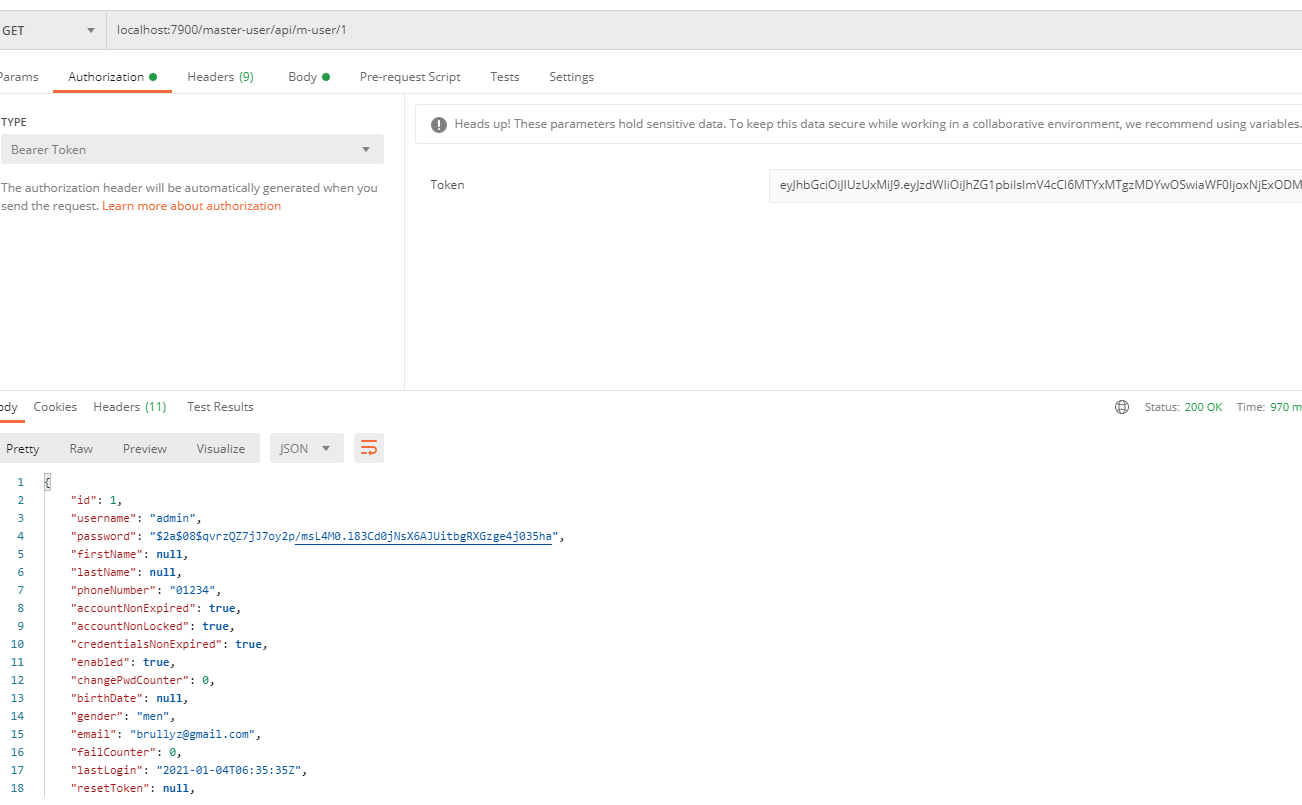 GET localhost:7900/master-user/api/m-user/1
Params Authorization Headers (9) Body Pre-request Script Tests Settings
TYPE
Bearer Token
The authorization header will be automatically generated when you
send the request. Learn more about authorization
Heads up! These parameters hold sensitive data. To keep this data secure while working in a collaborative environment, we recommend using variables.
Token eyJhbGciOiJIUzUxMiJ9.eyJzdWIiOiJhZG1pbiIsImV4cCI6MTYxMTgzMDYwOSwiaWF0IjoxNjExODM
ody Cookies Headers (11) Test Results Status: 200 OK Time: 970 m
Pretty Raw Preview Visualize JSON
1 {
2 "id": 1,
3 "username": "admin",
4 "password": "$2a$08$qvrzQZ7jJ7oy2p/msL4M0.l83Cd0jNsX6AJUitbgRXGzge4j035ha",
5 "firstName": null,
6 "lastName": null,
7 "phoneNumber": "01234",
8 "accountNonExpired": true,
9 "accountNonLocked": true,
10 "credentialsNonExpired": true,
11 "enabled": true,
12 "changePwdCounter": 0,
13 "birthDate": null,
14 "gender": "men",
15 "email": "brullyz@gmail.com",
16 "failCounter": 0,
17 "lastLogin": "2021-01-04T06:35:35Z",
18 "resetToken": null,